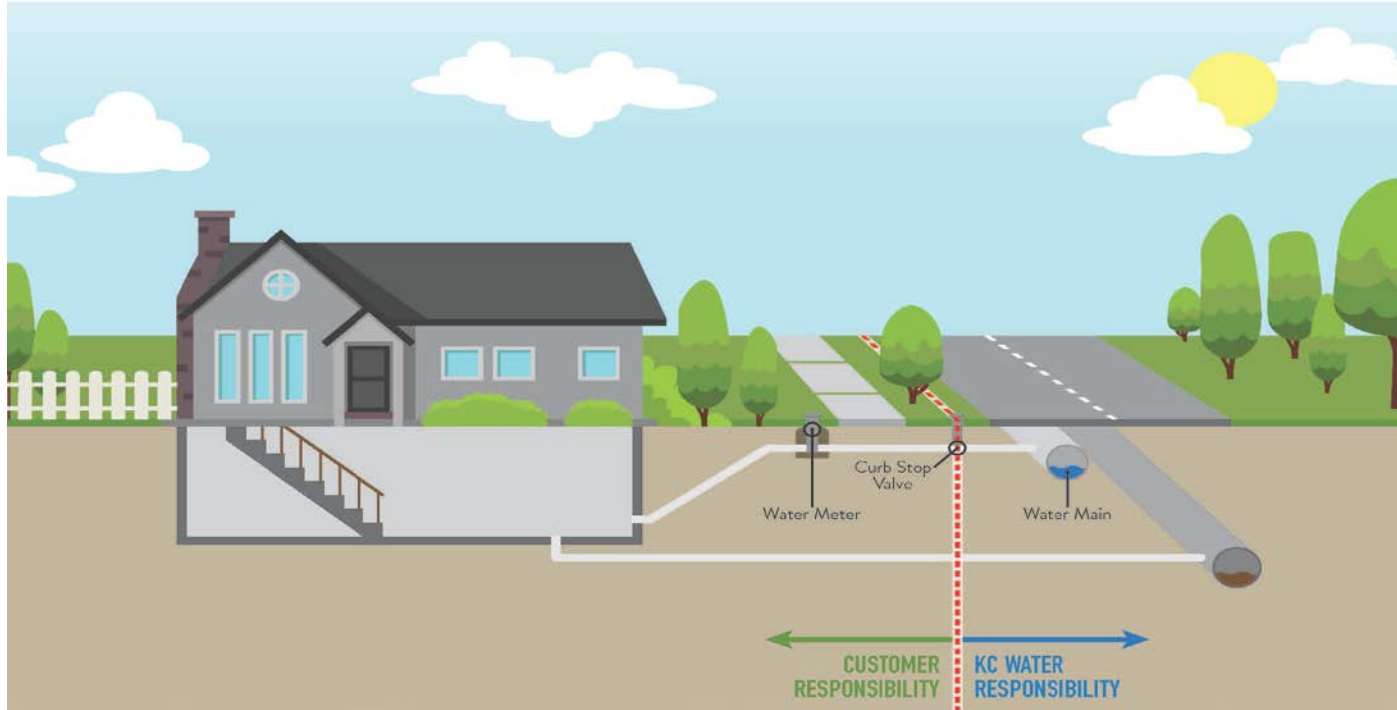 Curb Stop
Valve
Water Meter
Water Main
CUSTOMER
RESPONSIBILITY
KC WATER
RESPONSIBILITY